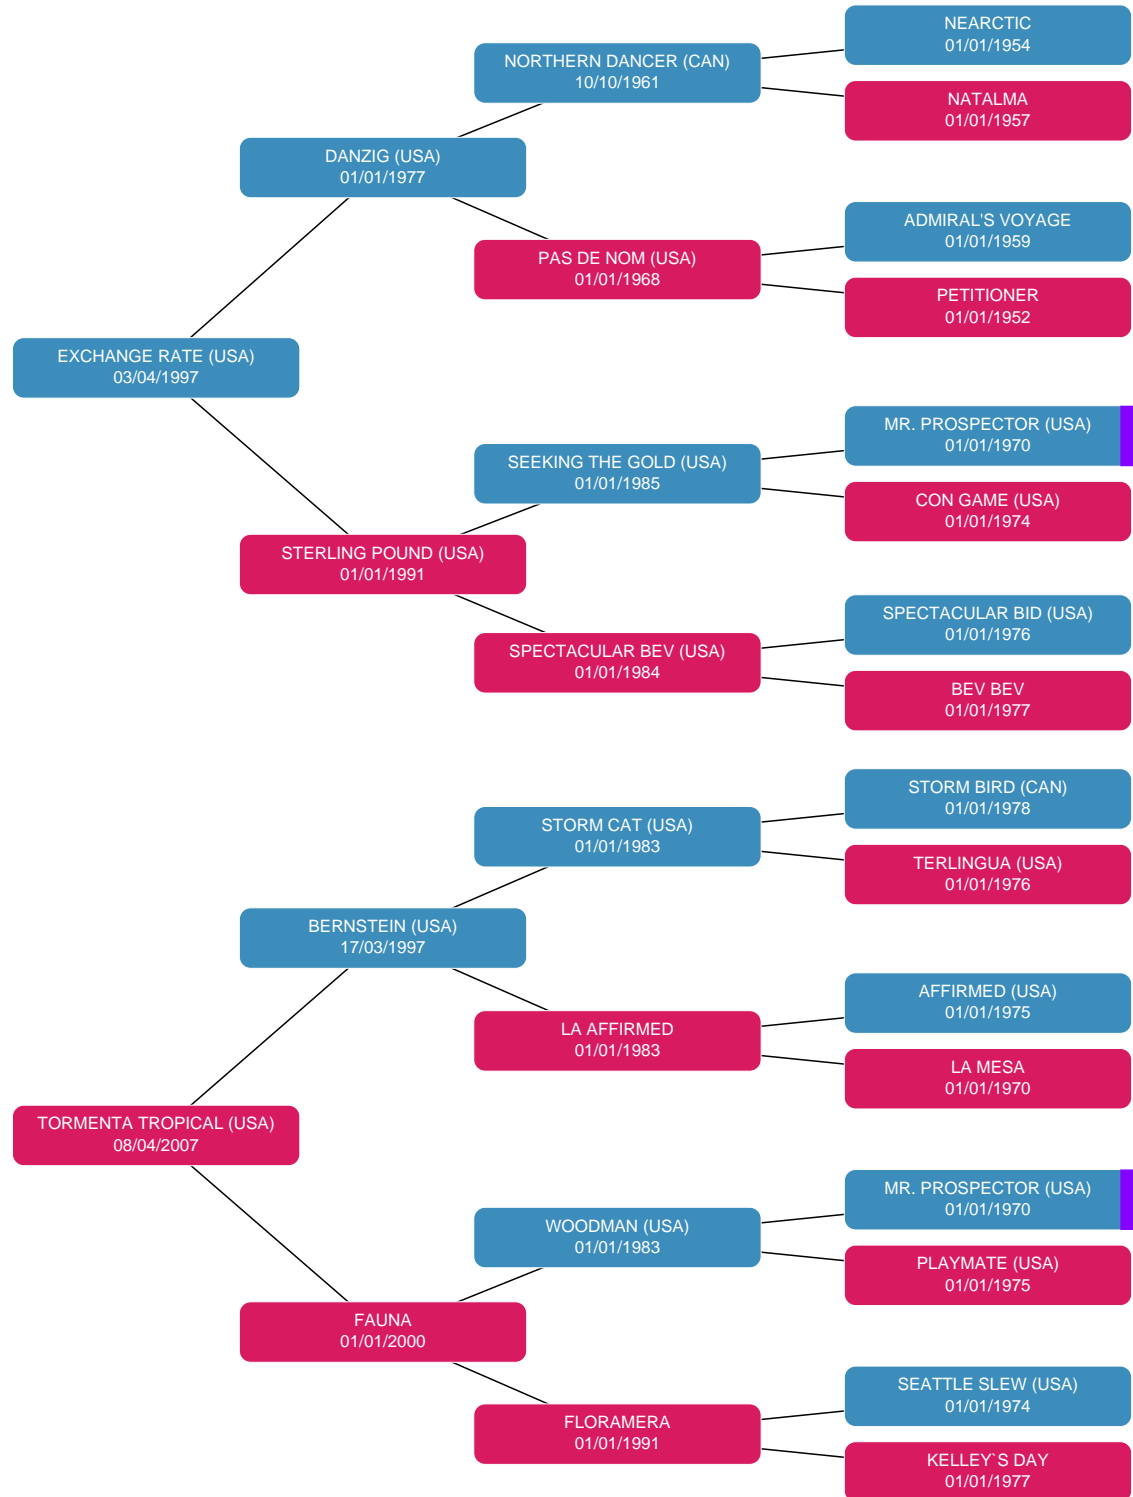 NEARCTIC
01/01/1954
NORTHERN DANCER (CAN)
10/10/1961
NATALMA
01/01/1957
DANZIG (USA)
01/01/1977
ADMIRAL'S VOYAGE
01/01/1959
PAS DE NOM (USA)
01/01/1968
PETITIONER
01/01/1952
EXCHANGE RATE (USA)
03/04/1997
MR. PROSPECTOR (USA)
01/01/1970
SEEKING THE GOLD (USA)
01/01/1985
CON GAME (USA)
01/01/1974
STERLING POUND (USA)
01/01/1991
SPECTACULAR BID (USA)
01/01/1976
SPECTACULAR BEV (USA)
01/01/1984
BEV BEV
01/01/1977
STORM BIRD (CAN)
01/01/1978
STORM CAT (USA)
01/01/1983
TERLINGUA (USA)
01/01/1976
BERNSTEIN (USA)
17/03/1997
AFFIRMED (USA)
01/01/1975
LA AFFIRMED
01/01/1983
LA MESA
01/01/1970
TORMENTA TROPICAL (USA)
08/04/2007
MR. PROSPECTOR (USA)
01/01/1970
WOODMAN (USA)
01/01/1983
PLAYMATE (USA)
01/01/1975
FAUNA
01/01/2000
SEATTLE SLEW (USA)
01/01/1974
FLORAMERA
01/01/1991
KELLEY`S DAY
01/01/1977